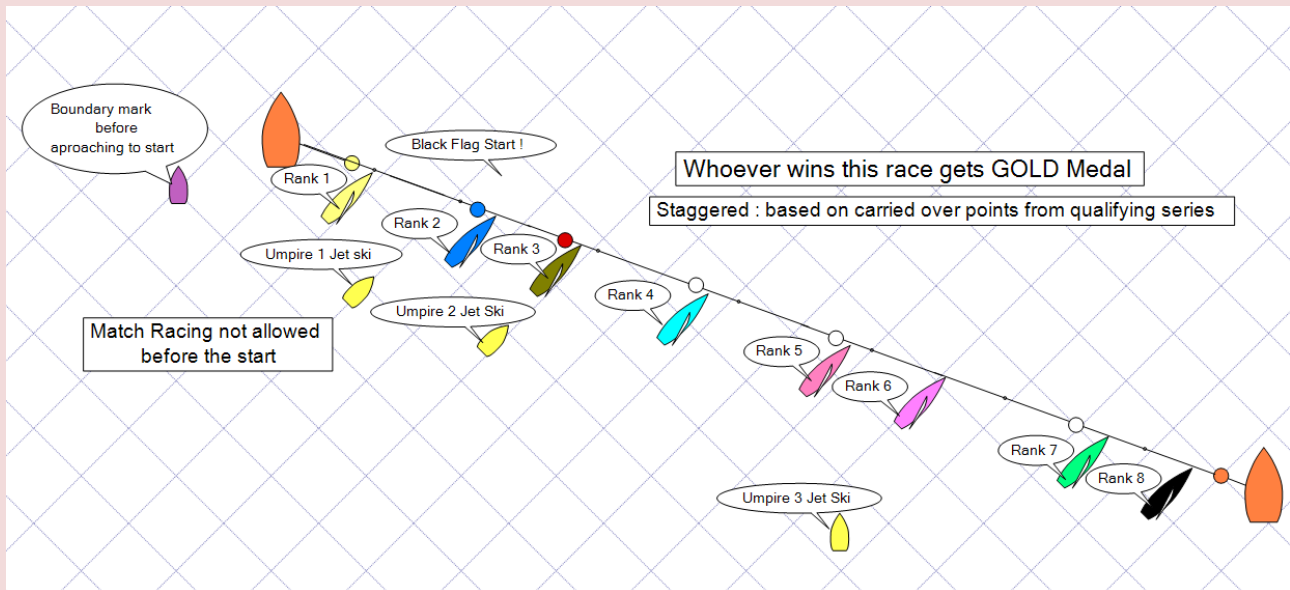 Boundary mark
before
aproaching to start
Black Flag Start !
Whoever wins this race gets GOLD Medal
Rank 1
Staggered : based on carried over points from qualifying series
Rank 2
Rank 3
Umpire 1 Jet ski
Rank 4
Umpire 2 Jet Ski
Match Racing not allowed
before the start
Rank 5
Rank 6
Rank 7
Rank 8
Umpire 3 Jet Ski